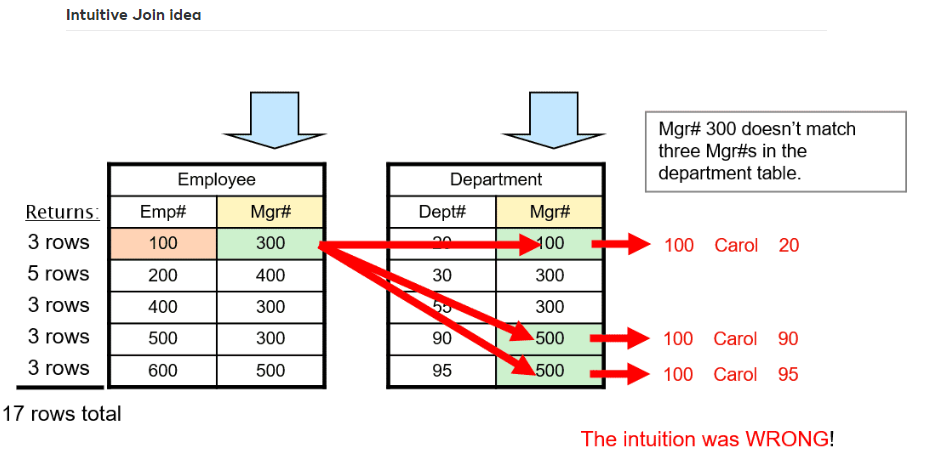 Intuitive Join idea
Mgr# 300 doesn't match
three Mgr#s in the
department table.
Employee Department
Returns: Emp# Mgr# Dept# Mgr#
3 rows 100 300 20 100 100 Carol 20
5 rows 200 400 30 300
3 rows 400 300 55 300
3 rows 500 300 90 500 100 Carol 90
3 rows 600 500 95 500 100 Carol 95
17 rows total
The intuition was WRONG!